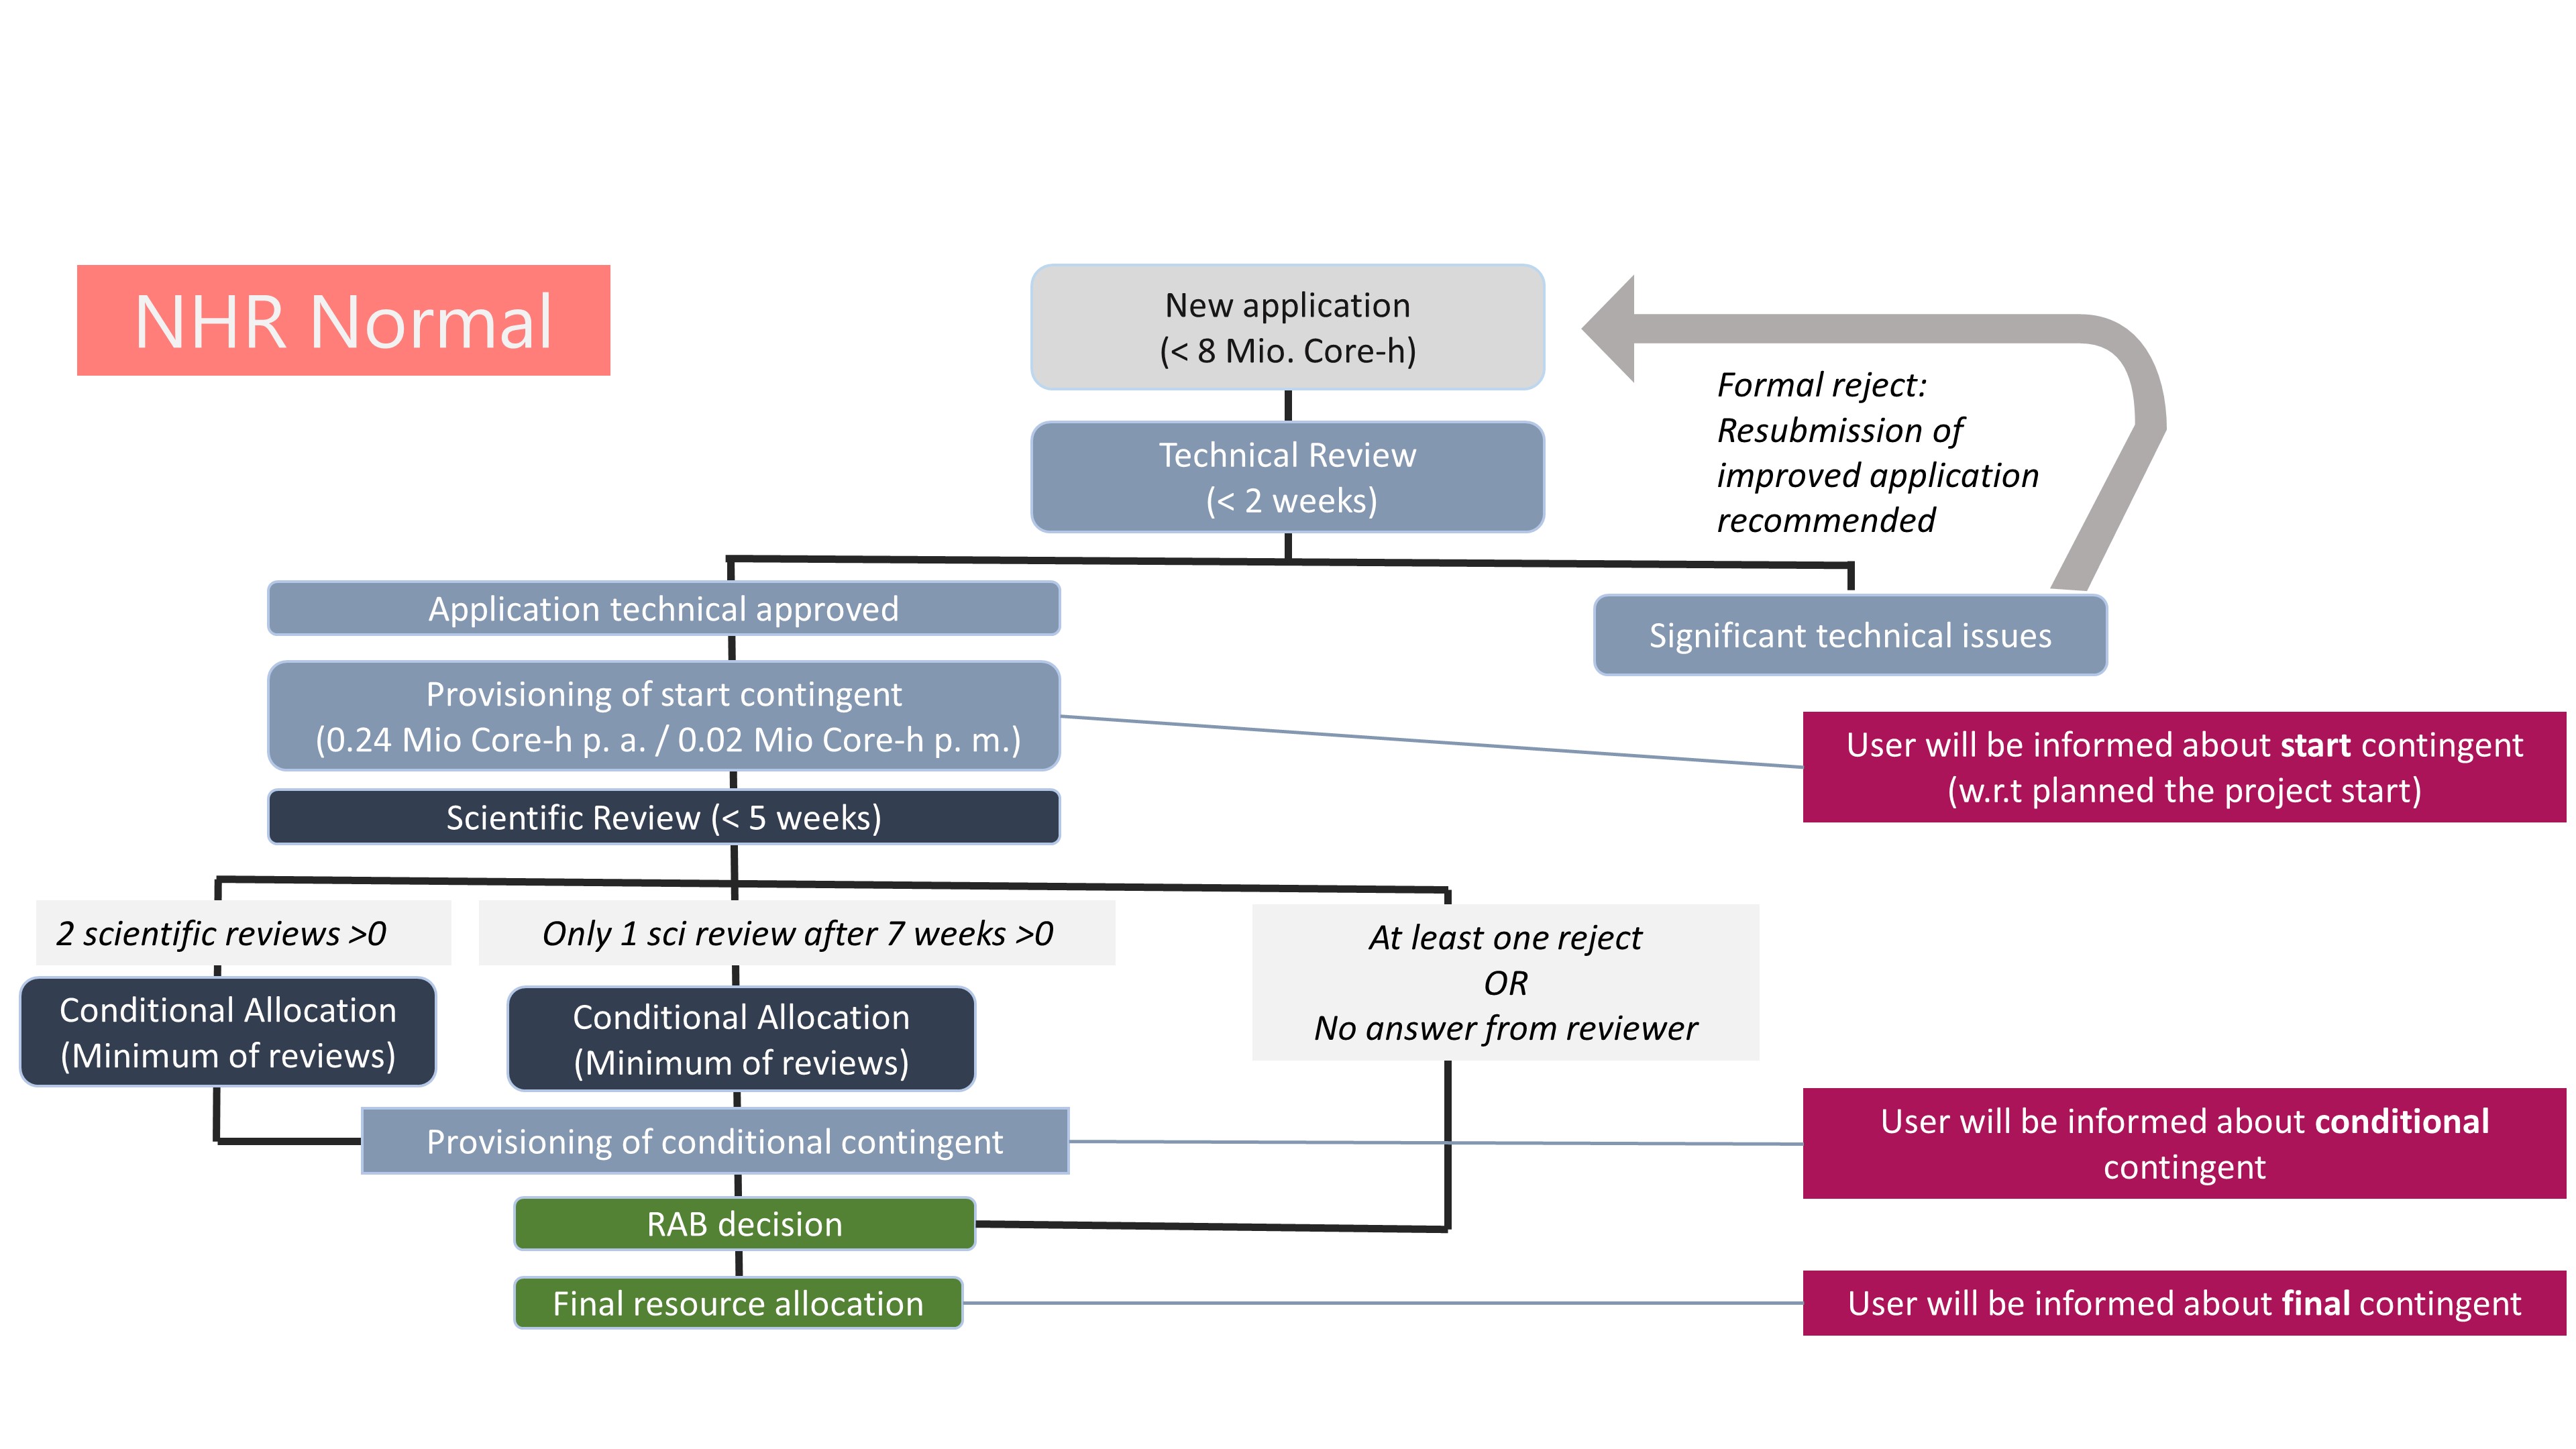 NHR Normal
New application
(< 8 Mio. Core-h)
Formal reject:
Resubmission of
improved application
recommended
Technical Review
(< 2 weeks)
Application technical approved
Significant technical issues
Provisioning of start contingent
(0.24 Mio Core-h p. a. / 0.02 Mio Core-h p. m.)
User will be informed about start contingent
(w.r.t planned the project start)
Scientific Review (< 5 weeks)
2 scientific reviews >0
Only 1 sci review after 7 weeks >0
At least one reject
OR
No answer from reviewer
Conditional Allocation
(Minimum of reviews)
Conditional Allocation
(Minimum of reviews)
Provisioning of conditional contingent
User will be informed about conditional
contingent
RAB decision
Final resource allocation
User will be informed about final contingent